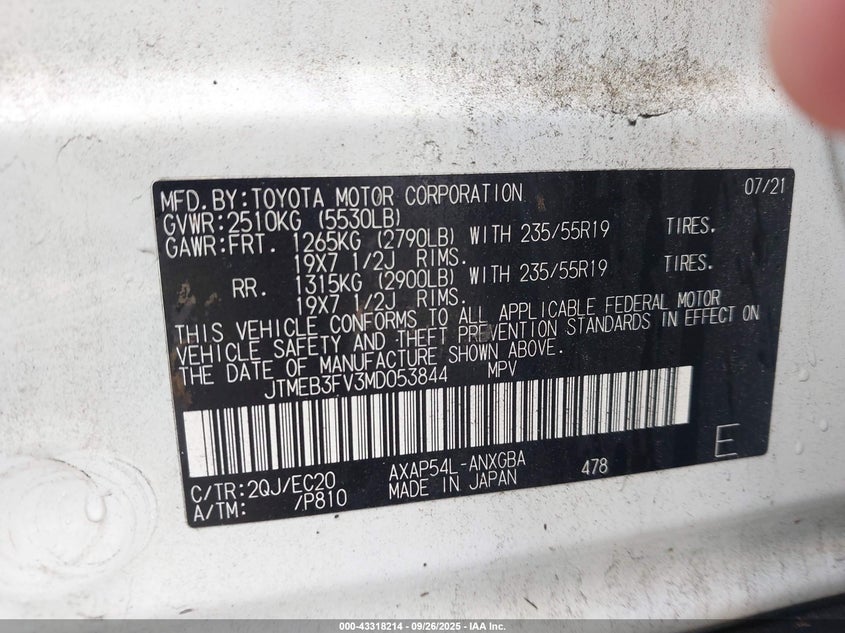 MFD.BY:TOYOTA MOTOR CORPORATION 07/21
GVWR:2510KG (5530LB)
GAWR:FRT. 1265KG (2790LB) WITH 235/55R19 TIRES.
19X7 1/2J RIMS.
RR. 1315KG (2900LB) WITH 235/55R19 TIRES.
19X7 1/2J RIMS.
THIS VEHICLE CONFORMS TO ALL APPLICABLE FEDERAL MOTOR
VEHICLE SAFETY AND THEFT PREVENTION STANDARDS IN EFFECT ON
THE DATE OF MANUFACTURE SHOWN ABOVE.
JTMEB3FV3MD053844 MPV
C/TR:2QJ/EC20 AXAP54L-ANXGBA 478 E
A/TM: /P810 MADE IN JAPAN
000-43318214 - 09/26/2025 - IAA Inc.